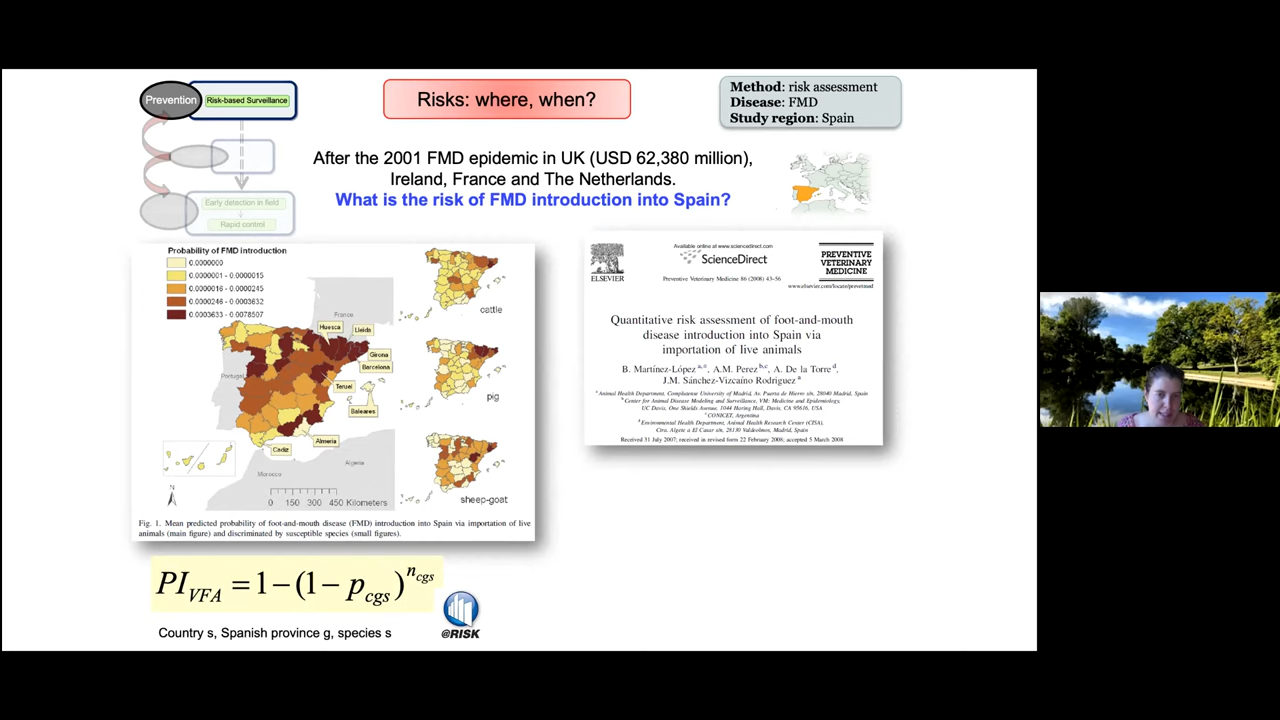 Prevention
Risk-based Surveillance
Early detection in field
Rapid control
Risks: where, when?
Method: risk assessment
Disease: FMD
Study region: Spain
After the 2001 FMD epidemic in UK (USD 62,380 million),
Ireland, France and The Netherlands.
What is the risk of FMD introduction into Spain?
Probability of FMD introduction
0.0000000
0.0000001 - 0.0000015
0.0000016 - 0.0000245
0.0000246 - 0.0003632
0.0003633 - 0.0078507
France
Huesca
Lleida
Girona
Barcelona
Portugal
Teruel
Baleares
Almeria
Cadiz
Algeria
Morocco
N
0 150 300 450 Kilometers
cattle
pig
sheep-goat
Fig. 1. Mean predicted probability of foot-and-mouth disease (FMD) introduction into Spain via importation of live
animals (main figure) and discriminated by susceptible species (small figures).
PI_VFA = 1 − (1 − p_cgs)^n_cgs
Country s, Spanish province g, species s
@RISK
ELSEVIER
Available online at www.sciencedirect.com
ScienceDirect
Preventive Veterinary Medicine 86 (2008) 43–56
PREVENTIVE
VETERINARY
MEDICINE
www.elsevier.com/locate/prevetmed
Quantitative risk assessment of foot-and-mouth
disease introduction into Spain via
importation of live animals
B. Martínez-López a,*, A.M. Perez b,c, A. De la Torre d,
J.M. Sánchez-Vizcaíno Rodriguez a
a Animal Health Department, Complutense University of Madrid, Av. Puerta de Hierro s/n, 28040 Madrid, Spain
b Center for Animal Disease Modeling and Surveillance, VM: Medicine and Epidemiology,
UC Davis, One Shields Avenue, 1044 Haring Hall, Davis, CA 95616, USA
c CONICET, Argentina
d Environmental Health Department, Animal Health Research Center (CISA).
Ctra. Algete a El Casar s/n, 28130 Valdeolmos, Madrid, Spain
Received 31 July 2007; received in revised form 22 February 2008; accepted 5 March 2008